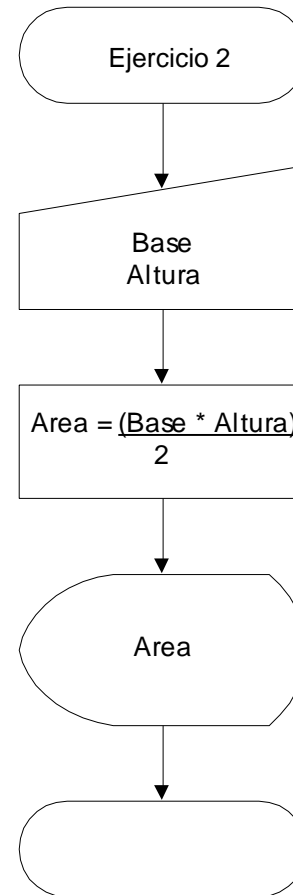 Ejercicio 2
Base
Altura
Area = (Base * Altura)
2
Area